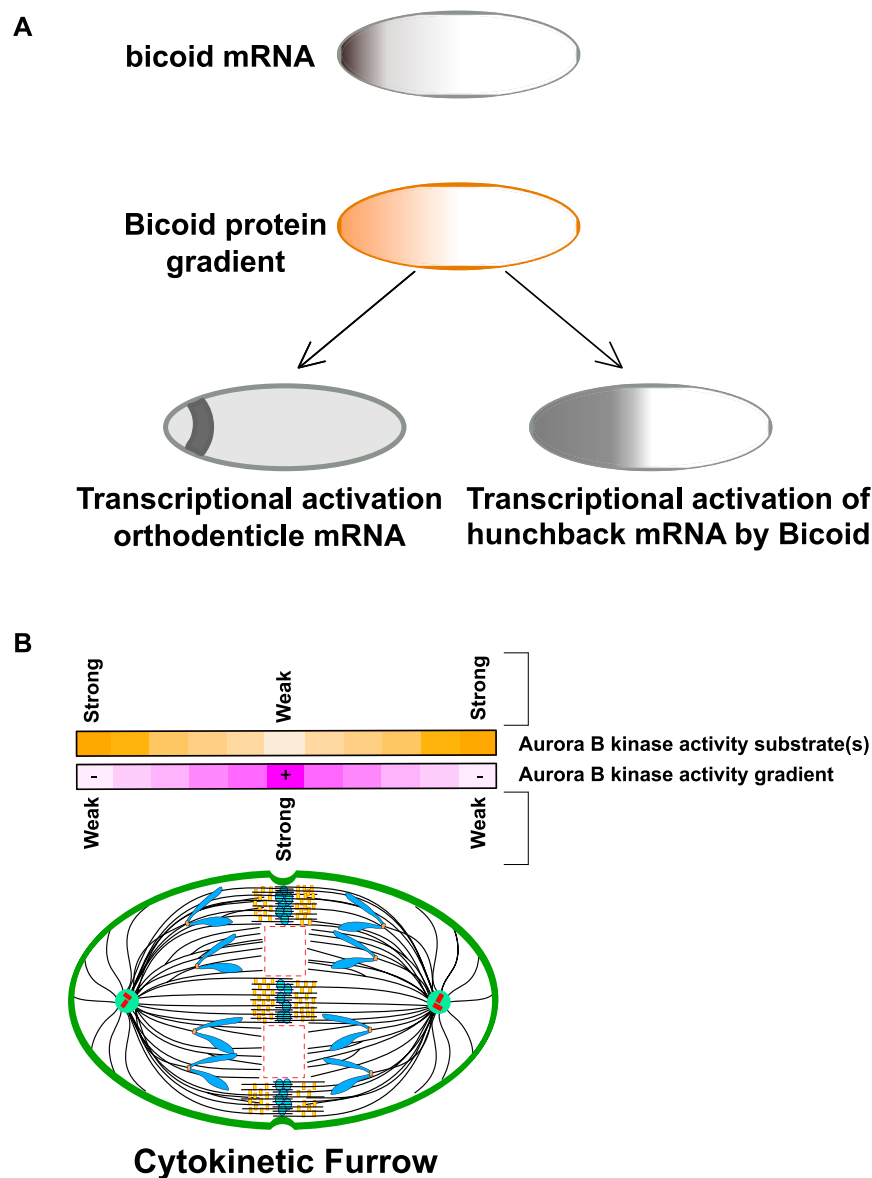 A
bicoid mRNA
Bicoid protein
gradient
Transcriptional activation
orthodenticle mRNA
Transcriptional activation of
hunchback mRNA by Bicoid
B
Strong
Weak
Strong
Aurora B kinase activity substrate(s)
- + -
Aurora B kinase activity gradient
Weak
Strong
Weak
Cytokinetic Furrow